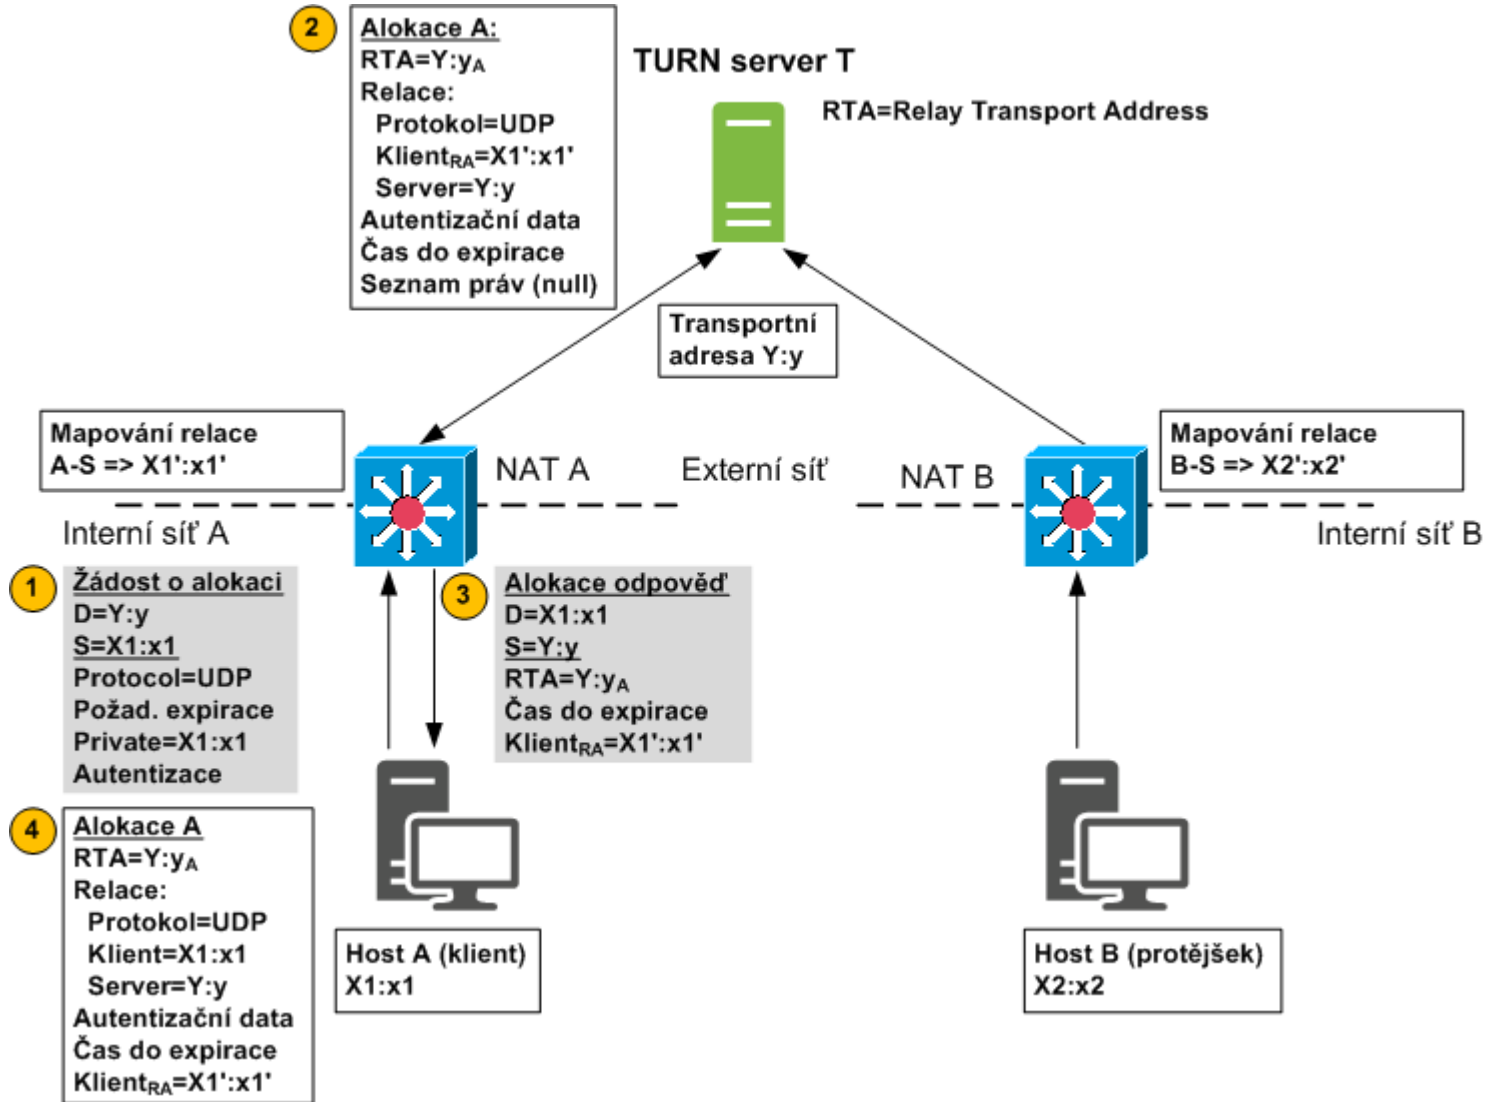 2
Alokace A:
RTA=Y:yA
Relace:
Protokol=UDP
KlientRA=X1':x1'
Server=Y:y
Autentizační data
Čas do expirace
Seznam práv (null)
TURN server T
RTA=Relay Transport Address
Transportní
adresa Y:y
Mapování relace
A-S => X1':x1'
NAT A
Externí síť
NAT B
Mapování relace
B-S => X2':x2'
Interní síť A
Interní síť B
1
Žádost o alokaci
D=Y:y
S=X1:x1
Protocol=UDP
Požad. expirace
Private=X1:x1
Autentizace
3
Alokace odpověď
D=X1:x1
S=Y:y
RTA=Y:yA
Čas do expirace
KlientRA=X1':x1'
4
Alokace A
RTA=Y:yA
Relace:
Protokol=UDP
Klient=X1:x1
Server=Y:y
Autentizační data
Čas do expirace
KlientRA=X1':x1'
Host A (klient)
X1:x1
Host B (protějšek)
X2:x2